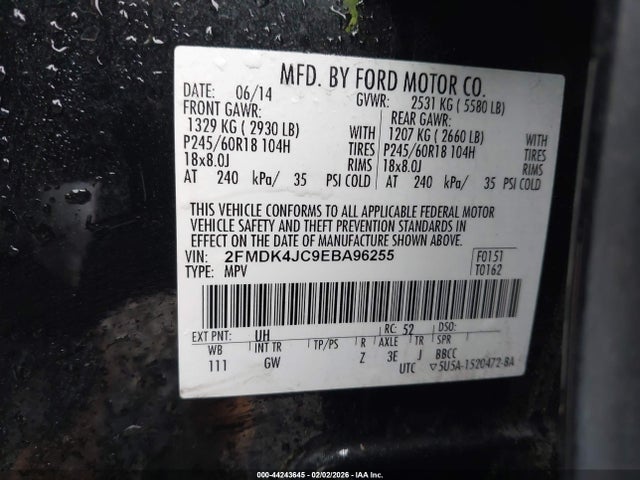 MFD. BY FORD MOTOR CO.
DATE: 06/14 GVWR: 2531 KG ( 5580 LB)
FRONT GAWR: REAR GAWR:
1329 KG ( 2930 LB) WITH 1207 KG ( 2660 LB) WITH
P245/60R18 104H TIRES P245/60R18 104H TIRES
18x8.0J RIMS 18x8.0J RIMS
AT 240 kPa/ 35 PSI COLD AT 240 kPa/ 35 PSI COLD
THIS VEHICLE CONFORMS TO ALL APPLICABLE FEDERAL MOTOR
VEHICLE SAFETY AND THEFT PREVENTION STANDARDS IN
EFFECT ON THE DATE OF MANUFACTURE SHOWN ABOVE.
VIN: 2FMDK4JC9EBA96255 F0151
TYPE: MPV T0162
EXT PNT: UH RC: 52 DSO:
WB INT TR TP/PS R AXLE TR SPR
111 GW Z 3E J BBCC
UTC ▽5U5A-1520472-BA
000-44243645 - 02/02/2026 - IAA Inc.